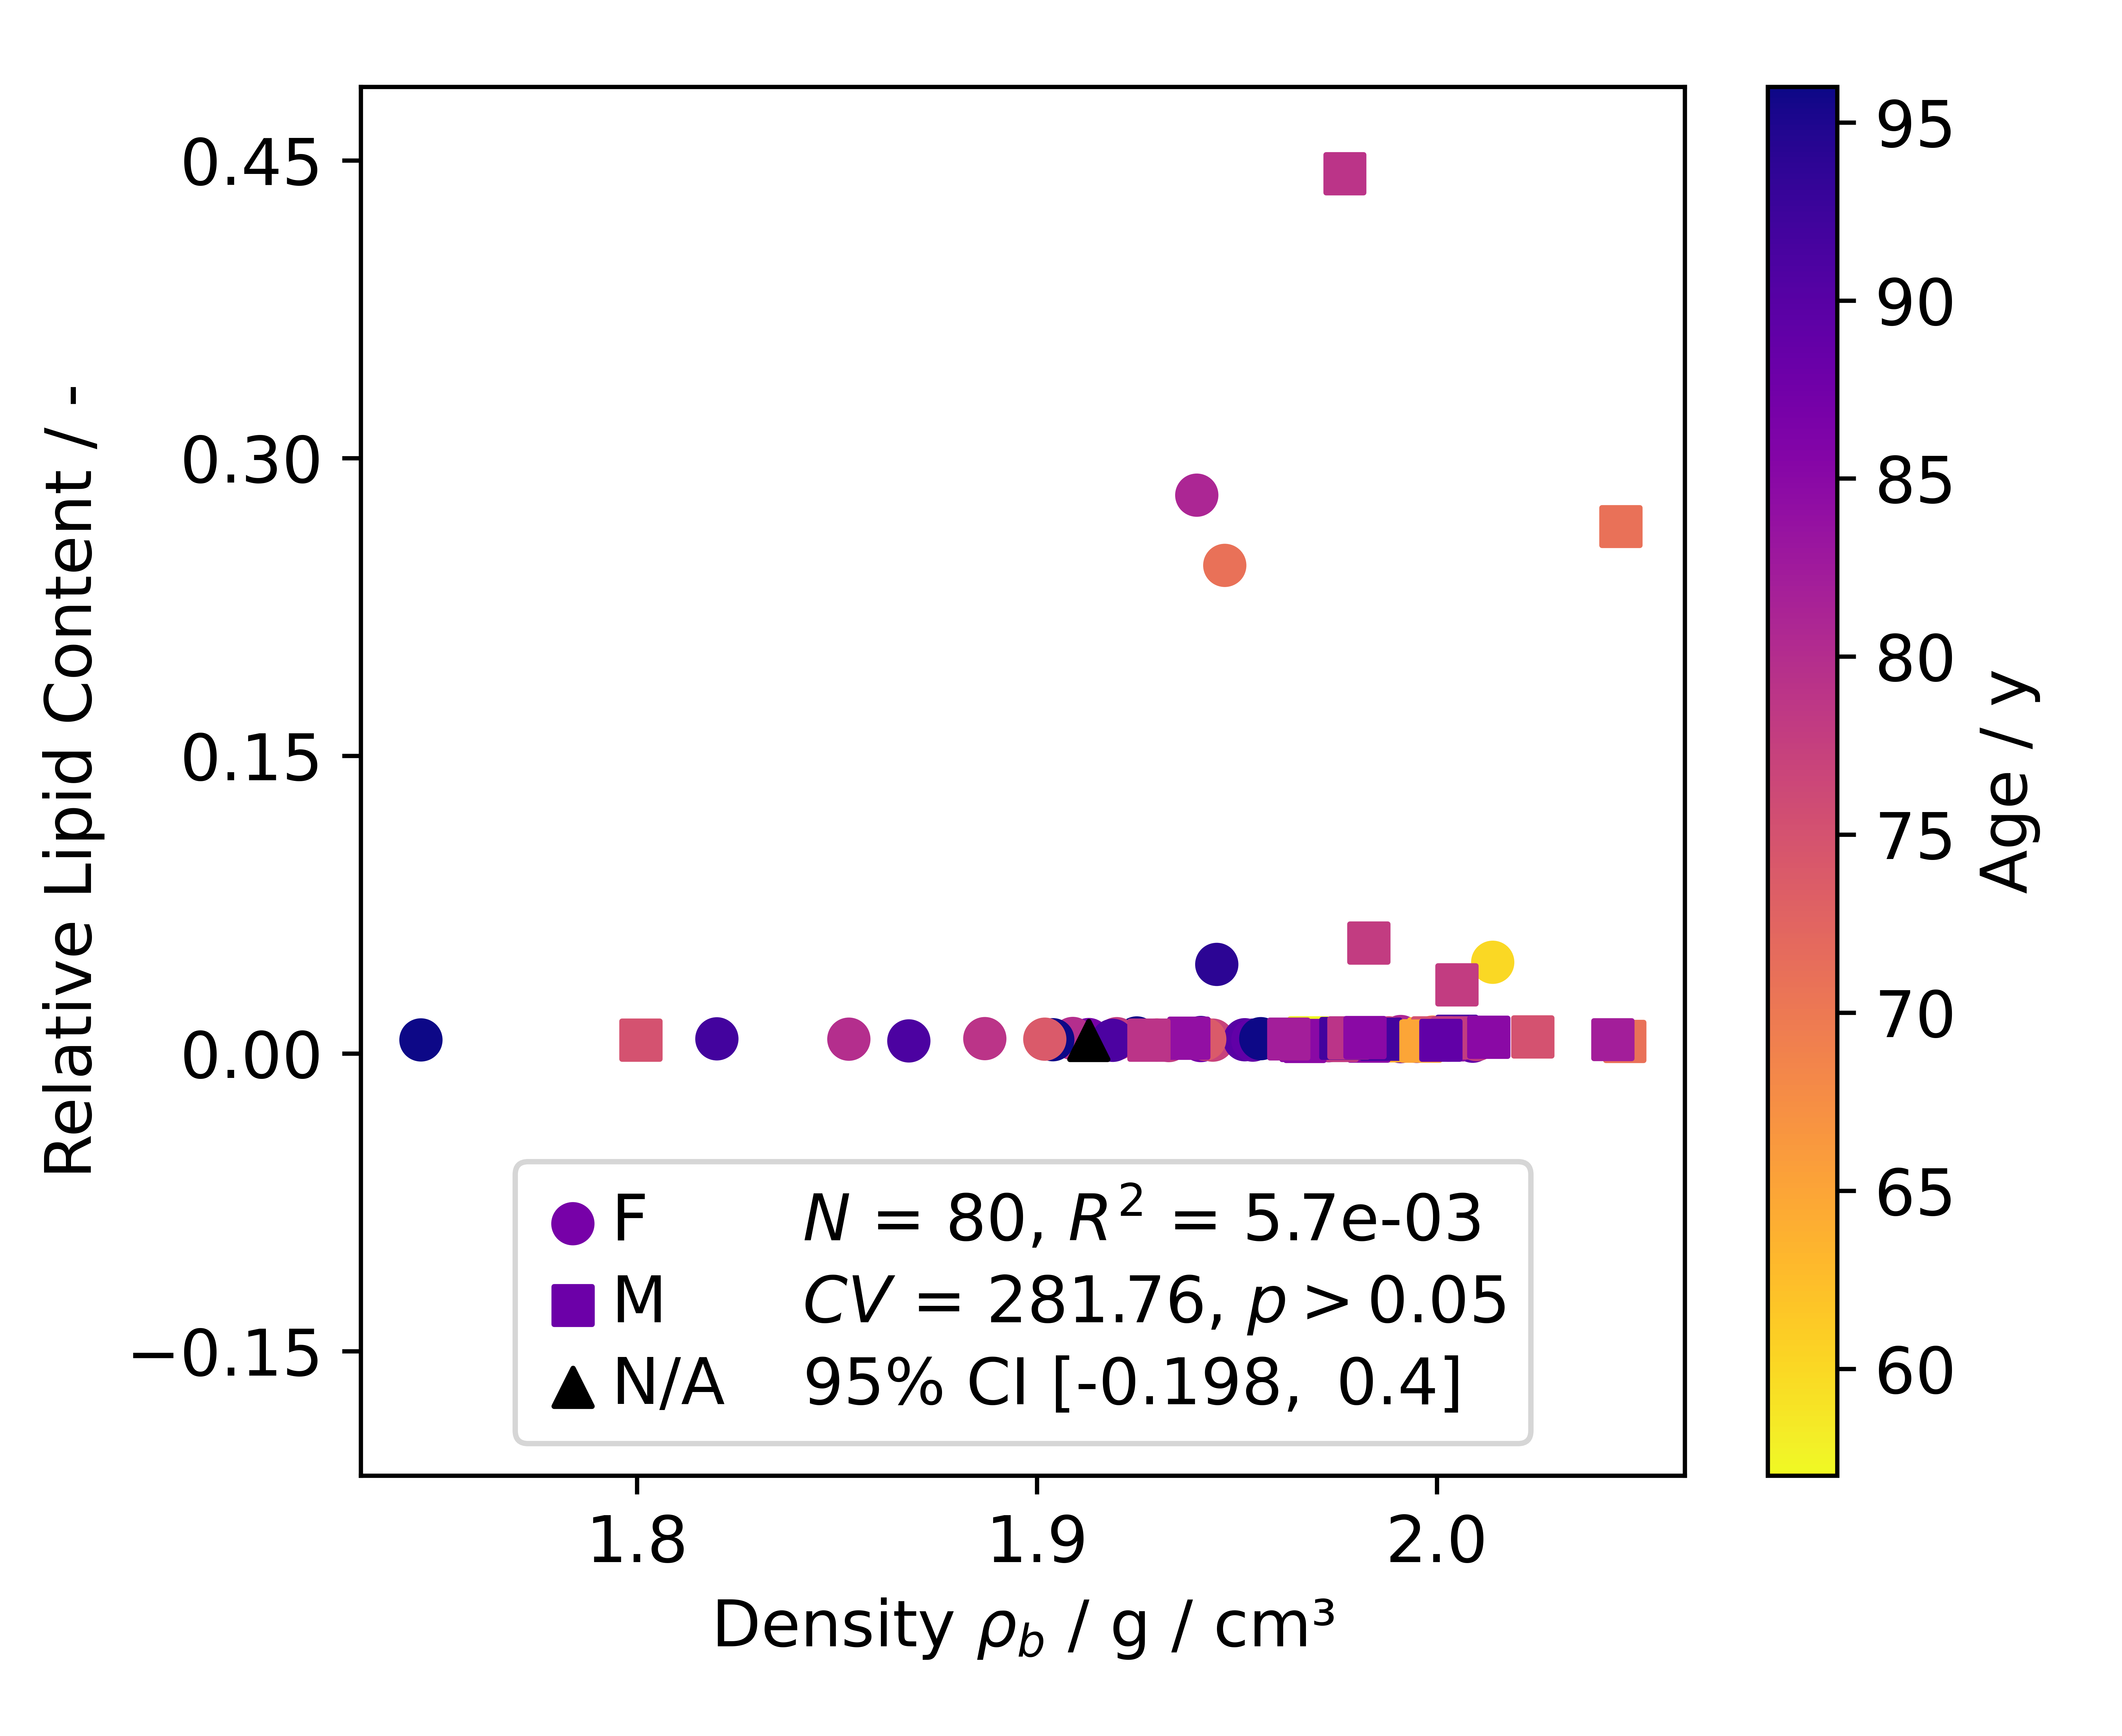 0.45
0.30
0.15
0.00
−0.15
Relative Lipid Content / -
1.8
1.9
2.0
Density ρb / g / cm³
F
M
N/A
N = 80, R² = 5.7e-03
CV = 281.76, p > 0.05
95% CI [-0.198, 0.4]
95
90
85
80
75
70
65
60
Age / y